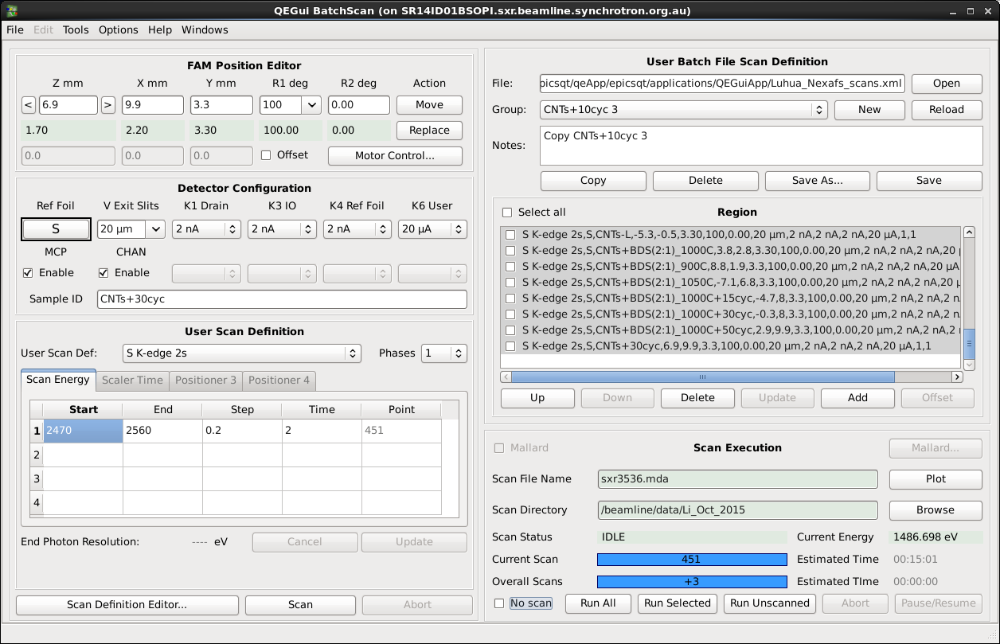 QEGui BatchScan (on SR14ID01BSOPI.sxr.beamline.synchrotron.org.au)
File Edit Tools Options Help Windows
FAM Position Editor
Z mm X mm Y mm R1 deg R2 deg Action
< 6.9 > 9.9 3.3 100 0.00 Move
1.70 2.20 3.30 100.00 0.00 Replace
0.0 0.0 0.0 Offset Motor Control...
Detector Configuration
Ref Foil V Exit Slits K1 Drain K3 IO K4 Ref Foil K6 User
S 20 µm 2 nA 2 nA 2 nA 20 µA
MCP CHAN
Enable Enable
Sample ID CNTs+30cyc
User Scan Definition
User Scan Def: S K-edge 2s Phases 1
Scan Energy Scaler Time Positioner 3 Positioner 4
Start End Step Time Point
1 2470 2560 0.2 2 451
2
3
4
End Photon Resolution: ---- eV Cancel Update
Scan Definition Editor... Scan Abort
User Batch File Scan Definition
File: picsqt/qeApp/epicsqt/applications/QEGuiApp/Luhua_Nexafs_scans.xml Open
Group: CNTs+10cyc 3 New Reload
Notes: Copy CNTs+10cyc 3
Copy Delete Save As... Save
Select all Region
S K-edge 2s,S,CNTs-L,-5.3,-0.5,3.30,100,0.00,20 µm,2 nA,2 nA,2 nA,20 µA,1,1
S K-edge 2s,S,CNTs+BDS(2:1)_1000C,3.8,2.8,3.30,100,0.00,20 µm,2 nA,2 nA,2 nA,20 µ
S K-edge 2s,S,CNTs+BDS(2:1)_900C,8.8,1.9,3.3,100,0.00,20 µm,2 nA,2 nA,2 nA,20 µA
S K-edge 2s,S,CNTs+BDS(2:1)_1050C,-7.1,6.8,3.3,100,0.00,20 µm,2 nA,2 nA,2 nA,20 µ
S K-edge 2s,S,CNTs+BDS(2:1)_1000C+15cyc,-4.7,8,3.3,100,0.00,20 µm,2 nA,2 nA,2 n
S K-edge 2s,S,CNTs+BDS(2:1)_1000C+30cyc,-0.3,8,3.3,100,0.00,20 µm,2 nA,2 nA,2 n
S K-edge 2s,S,CNTs+BDS(2:1)_1000C+50cyc,2.9,9.9,3.3,100,0.00,20 µm,2 nA,2 nA,2
S K-edge 2s,S,CNTs+30cyc,6.9,9.9,3.3,100,0.00,20 µm,2 nA,2 nA,2 nA,20 µA,1,1
Up Down Delete Update Add Offset
Mallard Scan Execution Mallard...
Scan File Name sxr3536.mda Plot
Scan Directory /beamline/data/Li_Oct_2015 Browse
Scan Status IDLE Current Energy 1486.698 eV
Current Scan 451 Estimated Time 00:15:01
Overall Scans +3 Estimated TIme 00:00:00
No scan Run All Run Selected Run Unscanned Abort Pause/Resume